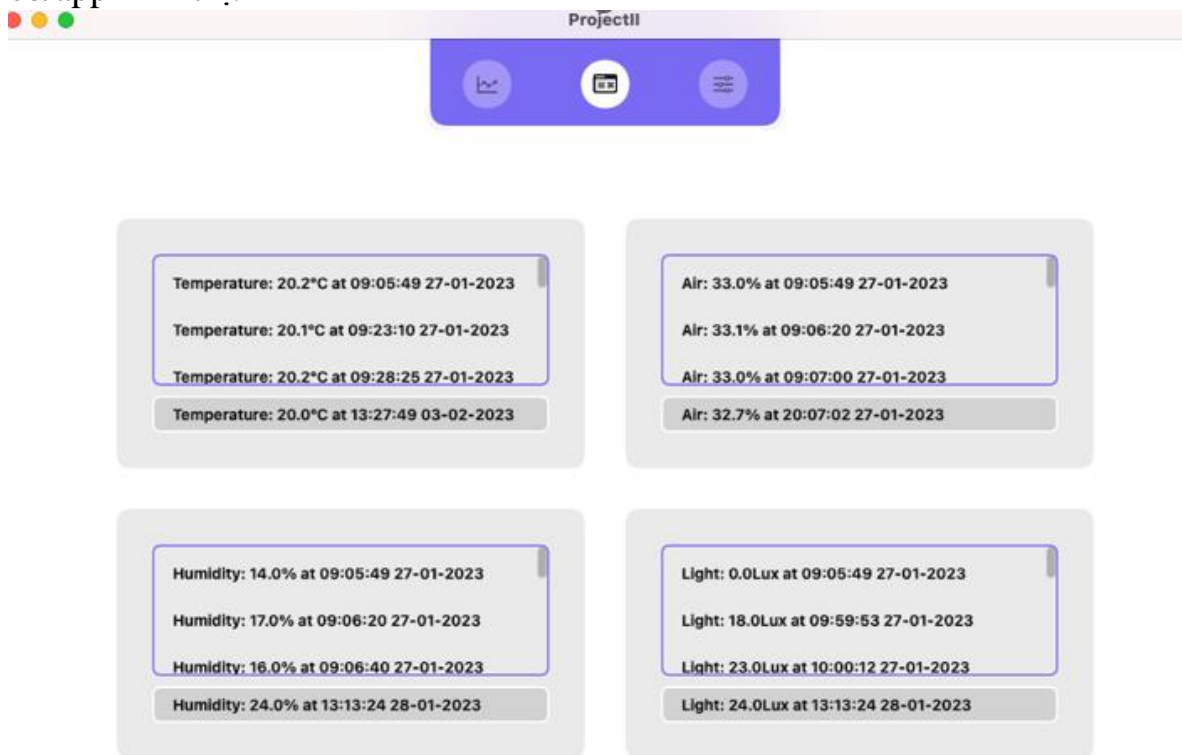 ProjectII
Temperature: 20.2°C at 09:05:49 27-01-2023
Temperature: 20.1°C at 09:23:10 27-01-2023
Temperature: 20.2°C at 09:28:25 27-01-2023
Temperature: 20.0°C at 13:27:49 03-02-2023
Air: 33.0% at 09:05:49 27-01-2023
Air: 33.1% at 09:06:20 27-01-2023
Air: 33.0% at 09:07:00 27-01-2023
Air: 32.7% at 20:07:02 27-01-2023
Humidity: 14.0% at 09:05:49 27-01-2023
Humidity: 17.0% at 09:06:20 27-01-2023
Humidity: 16.0% at 09:06:40 27-01-2023
Humidity: 24.0% at 13:13:24 28-01-2023
Light: 0.0Lux at 09:05:49 27-01-2023
Light: 18.0Lux at 09:59:53 27-01-2023
Light: 23.0Lux at 10:00:12 27-01-2023
Light: 24.0Lux at 13:13:24 28-01-2023